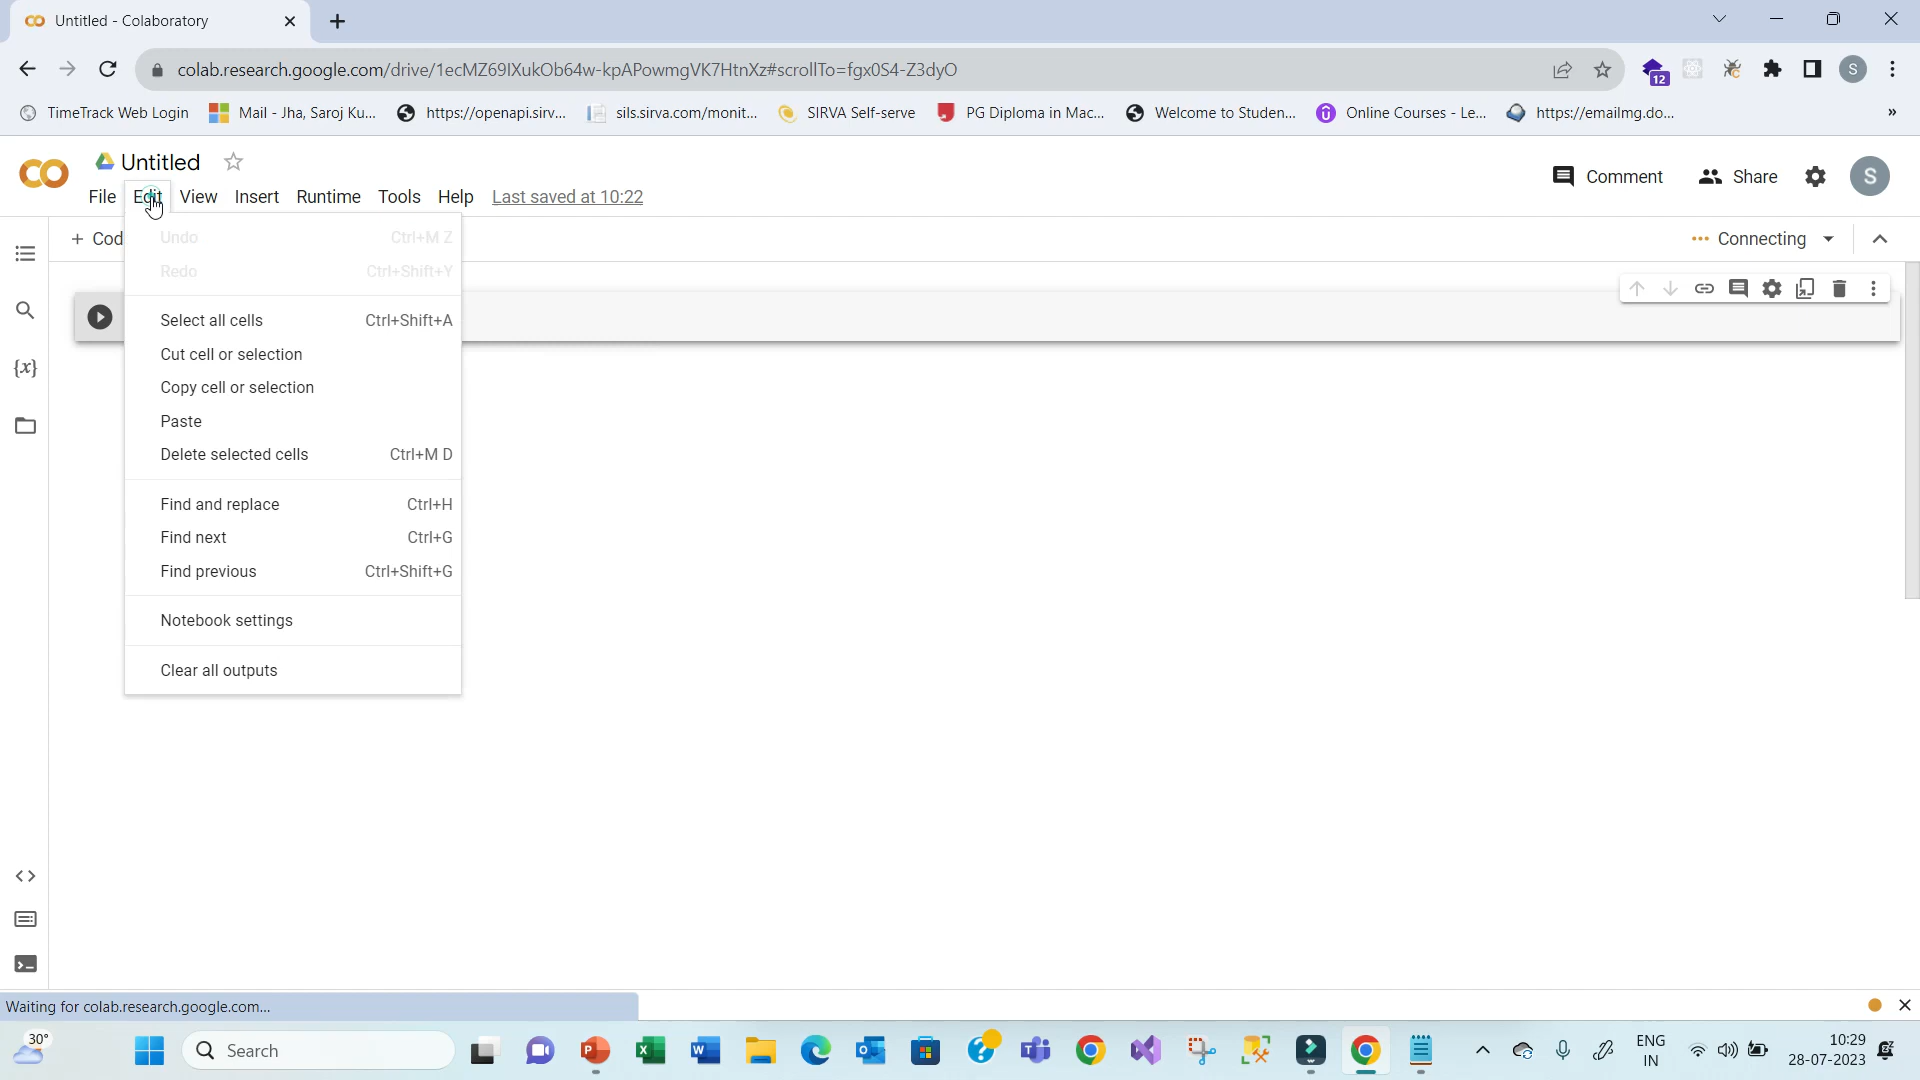 Untitled - Colaboratory
colab.research.google.com/drive/1ecMZ69IXukOb64w-kpAPowmgVK7HtnXz#scrollTo=fgx0S4-Z3dyO
12
S
TimeTrack Web Login
Mail - Jha, Saroj Ku...
https://openapi.sirv...
sils.sirva.com/monit...
SIRVA Self-serve
PG Diploma in Mac...
Welcome to Studen...
Online Courses - Le...
https://emailmg.do...
»
Untitled
Comment
Share
S
File Edit View Insert Runtime Tools Help Last saved at 10:22
+ Cod
Connecting
Undo Ctrl+M Z
Redo Ctrl+Shift+Y
Select all cells Ctrl+Shift+A
Cut cell or selection
Copy cell or selection
Paste
Delete selected cells Ctrl+M D
Find and replace Ctrl+H
Find next Ctrl+G
Find previous Ctrl+Shift+G
Notebook settings
Clear all outputs
{x}
Waiting for colab.research.google.com...
30°
Search
ENG
IN
10:29
28-07-2023